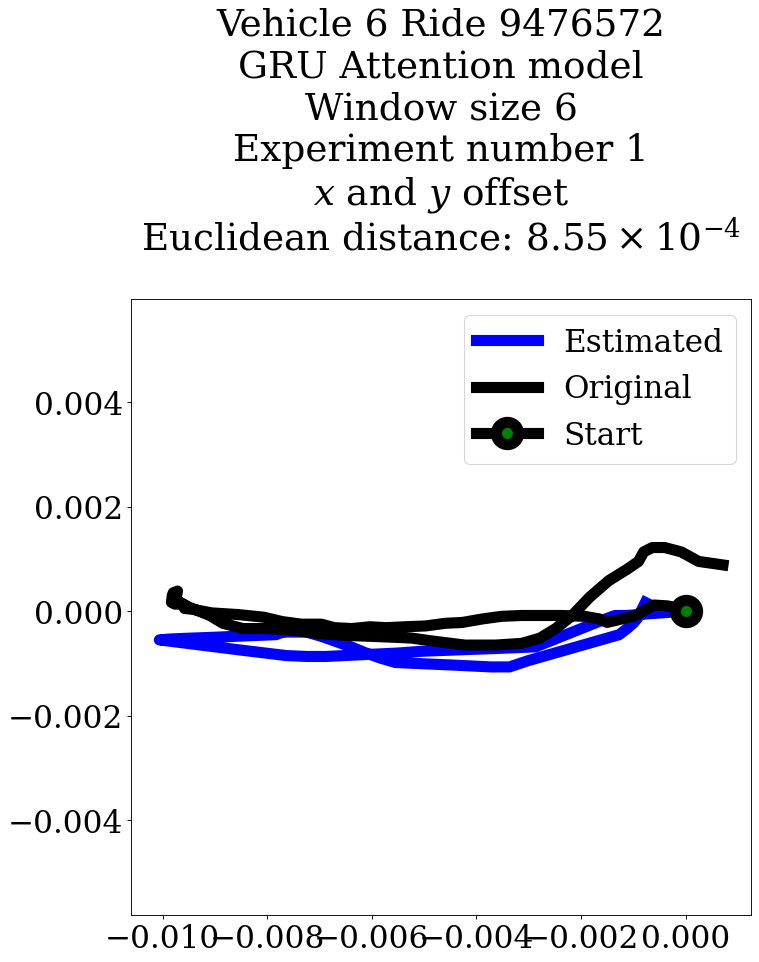 Vehicle 6 Ride 9476572
GRU Attention model
Window size 6
Experiment number 1
x and y offset
Euclidean distance: 8.55 × 10⁻⁴
Estimated
Original
Start
0.004
0.002
0.000
−0.002
−0.004
−0.010 −0.008 −0.006 −0.004 −0.002 0.000